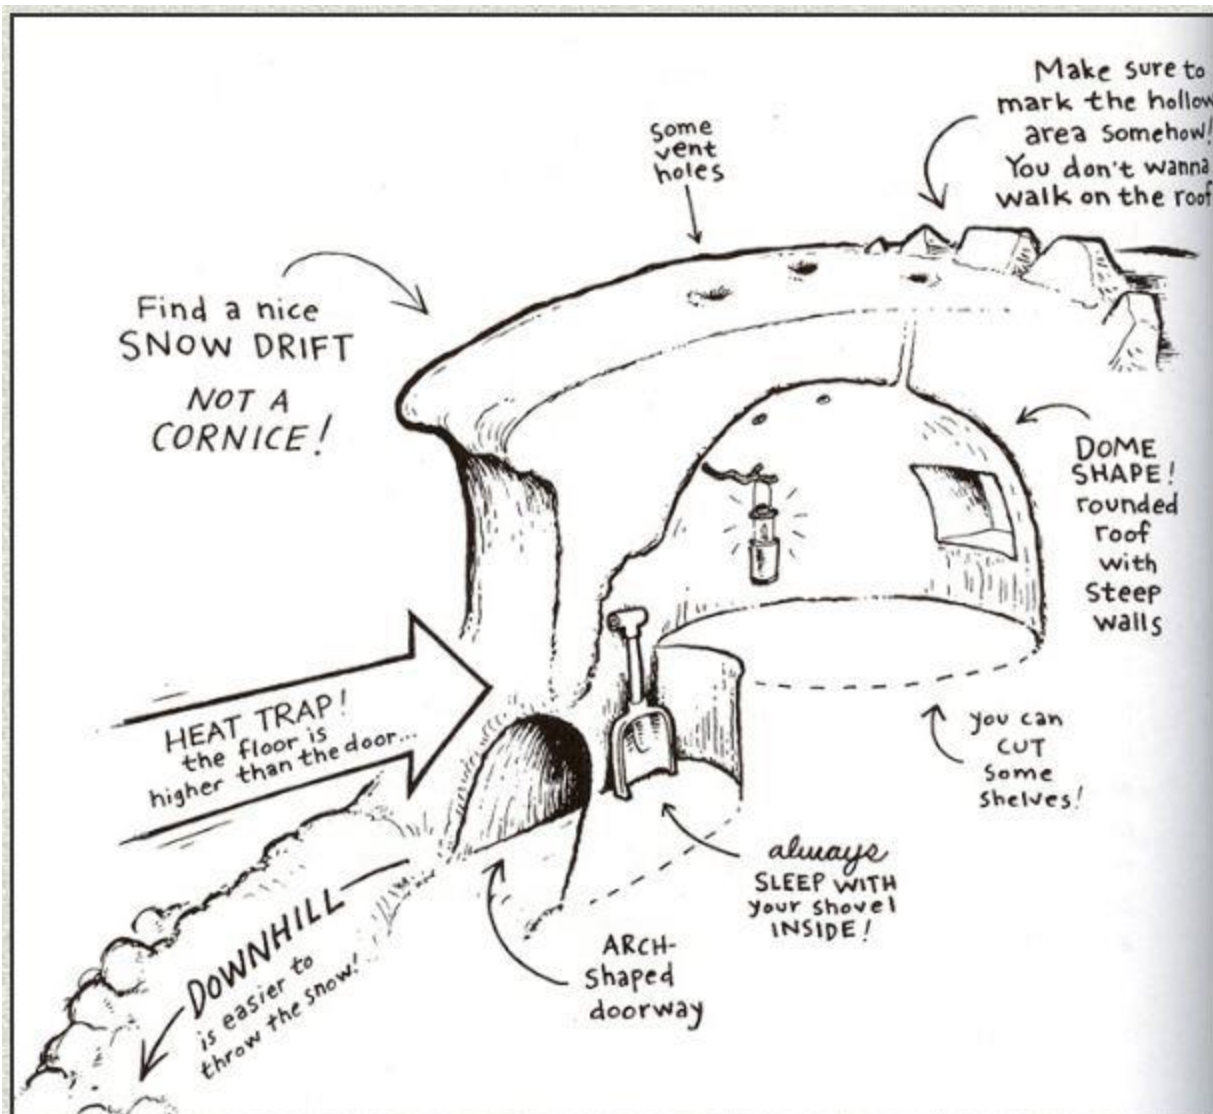 Make sure to
mark the hollow
area somehow!
You don't wanna
walk on the roof
some
vent
holes
Find a nice
SNOW DRIFT
NOT A
CORNICE!
DOME
SHAPE!
rounded
roof
with
steep
walls
HEAT TRAP!
the floor is
higher than the door...
you can
CUT
some
shelves!
always
SLEEP WITH
your shovel
INSIDE!
ARCH-
shaped
doorway
DOWNHILL
is easier to
throw the snow!